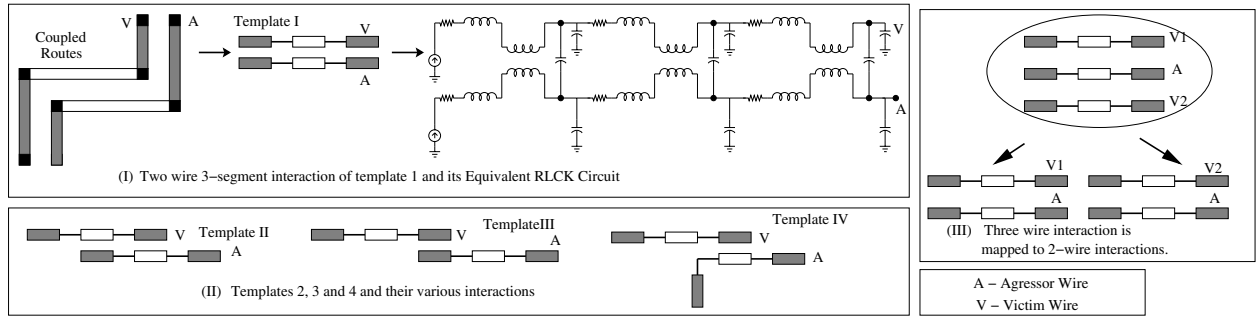 V
A
Coupled
Routes
Template I
V
A
V
A
(I) Two wire 3−segment interaction of template 1 and its Equivalent RLCK Circuit
V
Template II
A
V
TemplateIII
A
Template IV
V
A
(II) Templates 2, 3 and 4 and their various interactions
V1
A
V2
V1
A
V2
A
(III) Three wire interaction is
mapped to 2−wire interactions.
A − Agressor Wire
V − Victim Wire